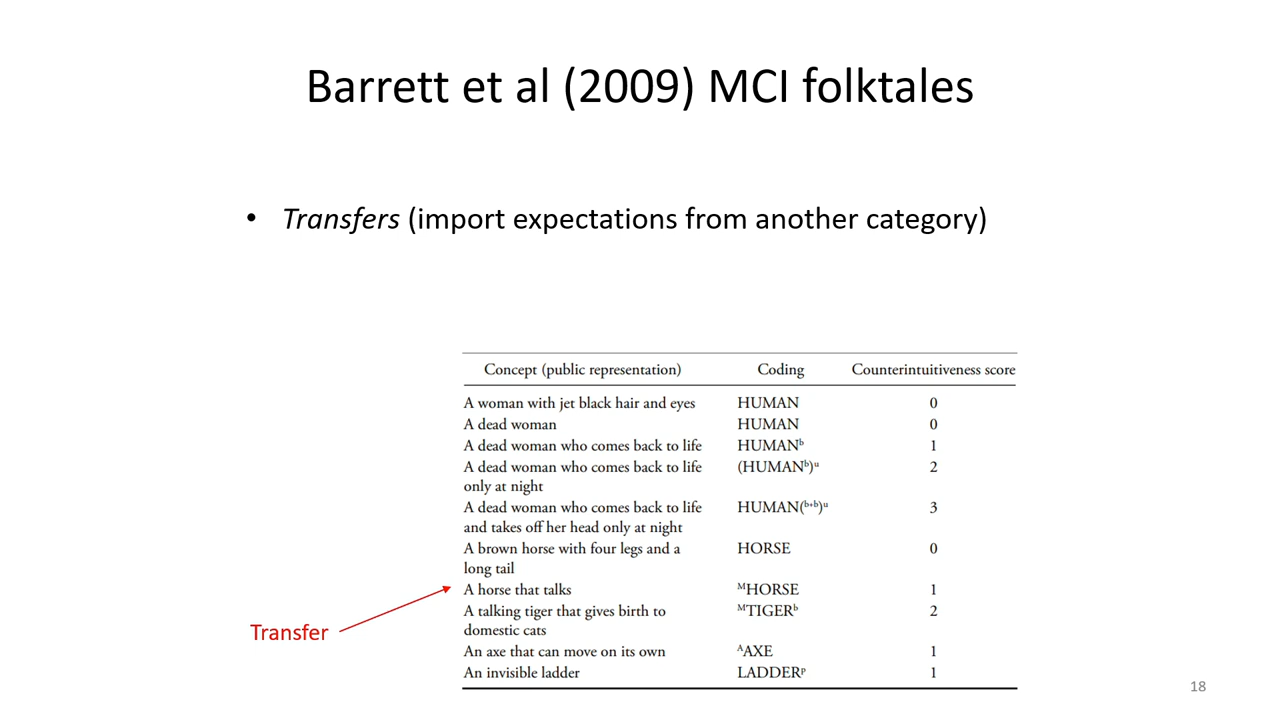 Barrett et al (2009) MCI folktales
• Transfers (import expectations from another category)
Concept (public representation) Coding Counterintuitiveness score
A woman with jet black hair and eyes HUMAN 0
A dead woman HUMAN 0
A dead woman who comes back to life HUMANᵇ 1
A dead woman who comes back to life (HUMANᵇ)ᵘ 2
only at night
A dead woman who comes back to life HUMAN(ᵇ⁺ᵇ)ᵘ 3
and takes off her head only at night
A brown horse with four legs and a HORSE 0
long tail
A horse that talks ᴹHORSE 1
A talking tiger that gives birth to ᴹTIGERᵇ 2
domestic cats
Transfer
An axe that can move on its own ᴬAXE 1
An invisible ladder LADDERᵖ 1
18